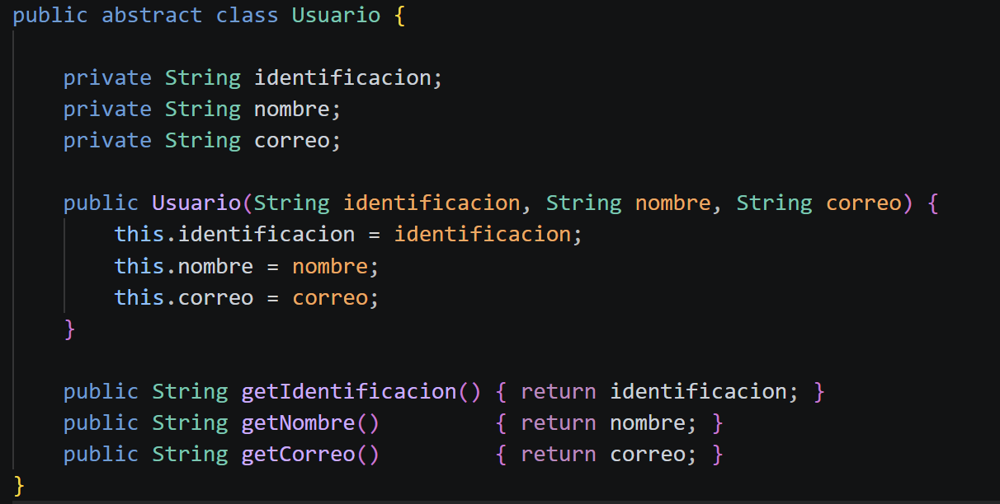 public abstract class Usuario {
    private String identificacion;
    private String nombre;
    private String correo;
    public Usuario(String identificacion, String nombre, String correo) {
        this.identificacion = identificacion;
        this.nombre = nombre;
        this.correo = correo;
    }
    public String getIdentificacion() { return identificacion; }
    public String getNombre()         { return nombre; }
    public String getCorreo()         { return correo; }
}